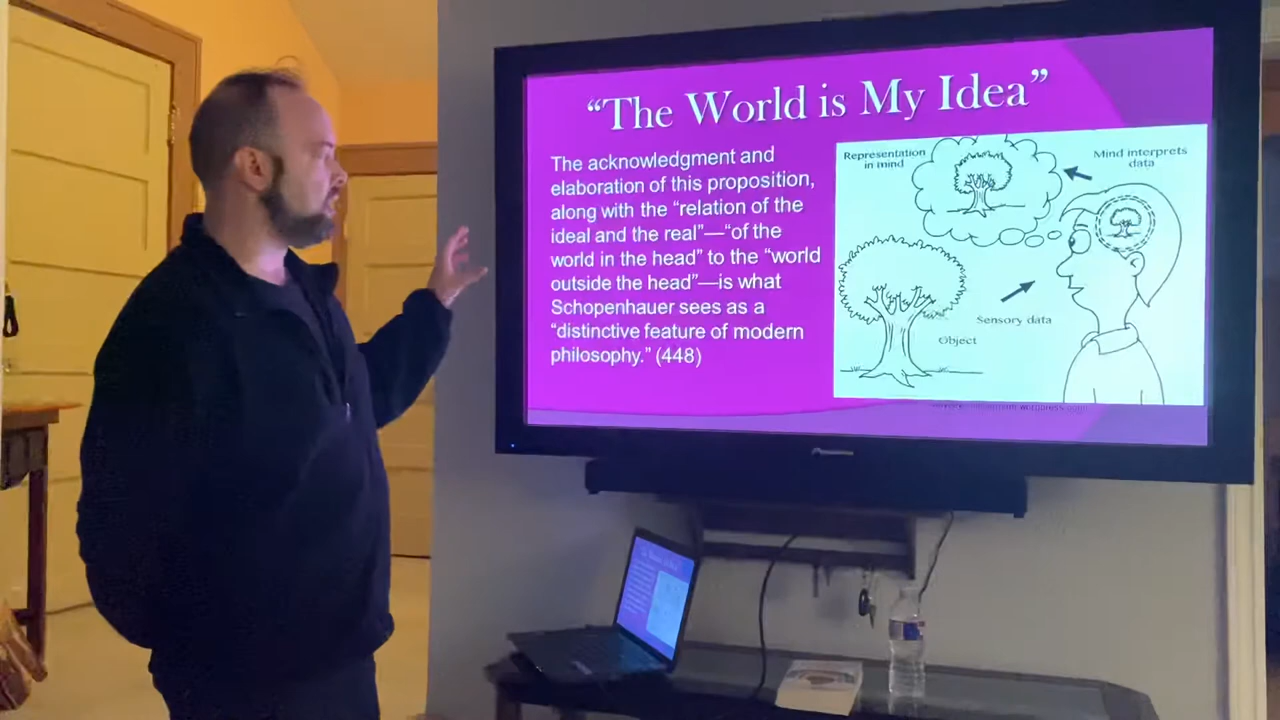 “The World is My Idea”
The acknowledgment and
elaboration of this proposition,
along with the “relation of the
ideal and the real”—“of the
world in the head” to the “world
outside the head”—is what
Schopenhauer sees as a
“distinctive feature of modern
philosophy.” (448)
Representation
in mind
Mind interprets
data
Sensory data
Object